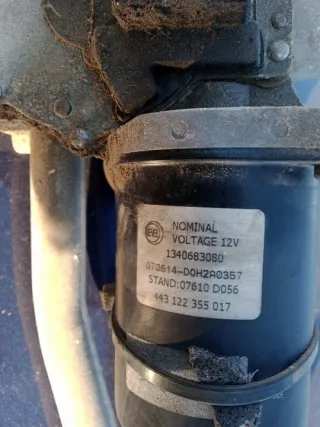 NOMINAL
VOLTAGE 12V
1340683080
070614-D0H2A0357
STAND:07610 D056
443 122 355 017